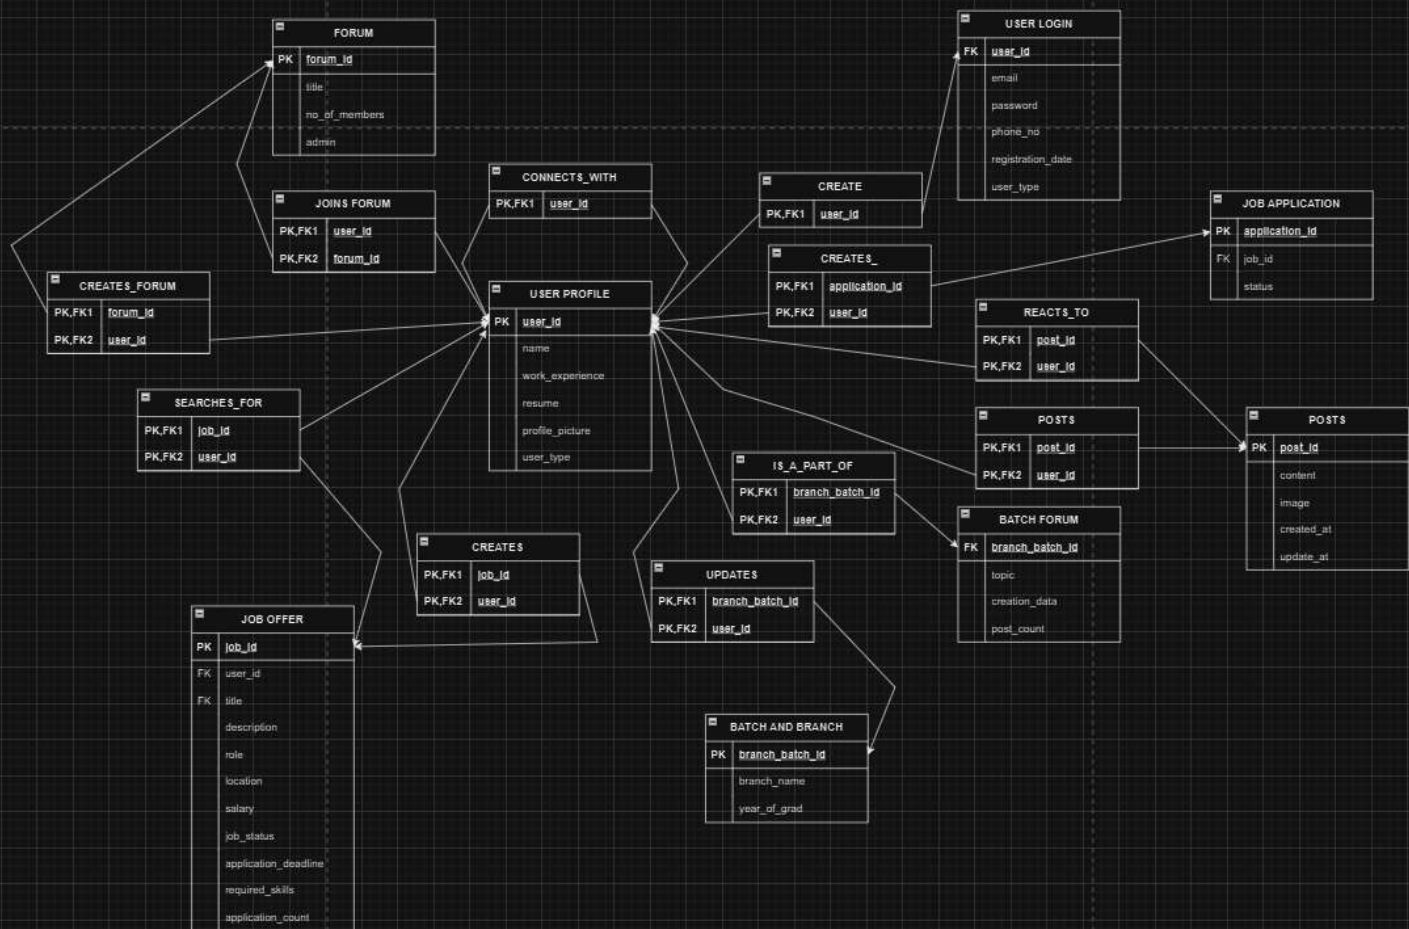 FORUM
PK forum_id
title
no_of_members
admin
USER LOGIN
FK user_id
email
password
phone_no
registration_date
user_type
CONNECTS_WITH
PK,FK1 user_id
CREATE
PK,FK1 user_id
JOINS FORUM
PK,FK1 user_id
PK,FK2 forum_id
JOB APPLICATION
PK application_id
FK job_id
status
CREATES_
PK,FK1 application_id
PK,FK2 user_id
CREATES_FORUM
PK,FK1 forum_id
PK,FK2 user_id
USER PROFILE
PK user_id
name
work_experience
resume
profile_picture
user_type
REACTS_TO
PK,FK1 post_id
PK,FK2 user_id
SEARCHES_FOR
PK,FK1 job_id
PK,FK2 user_id
POSTS
PK,FK1 post_id
PK,FK2 user_id
POSTS
PK post_id
content
image
created_at
update_at
IS_A_PART_OF
PK,FK1 branch_batch_id
PK,FK2 user_id
BATCH FORUM
FK branch_batch_id
topic
creation_data
post_count
CREATES
PK,FK1 job_id
PK,FK2 user_id
UPDATES
PK,FK1 branch_batch_id
PK,FK2 user_id
JOB OFFER
PK job_id
FK user_id
FK title
description
role
location
salary
job_status
application_deadline
required_skills
application_count
BATCH AND BRANCH
PK branch_batch_id
branch_name
year_of_grad